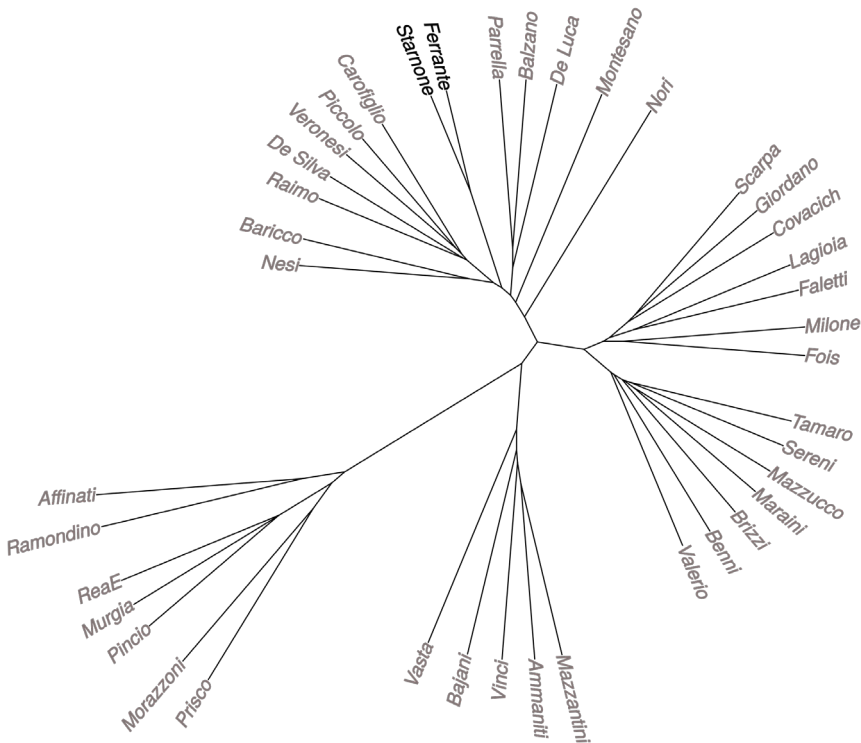 Nesi
Baricco
Raimo
De Silva
Veronesi
Piccolo
Carofiglio
Starnone
Ferrante
Parrella
Balzano
De Luca
Montesano
Nori
Scarpa
Giordano
Covacich
Lagioia
Faletti
Milone
Fois
Tamaro
Sereni
Mazzucco
Maraini
Brizzi
Benni
Valerio
Mazzantini
Ammaniti
Vinci
Bajani
Vasta
Prisco
Morazzoni
Pincio
Murgia
ReaE
Ramondino
Affinati